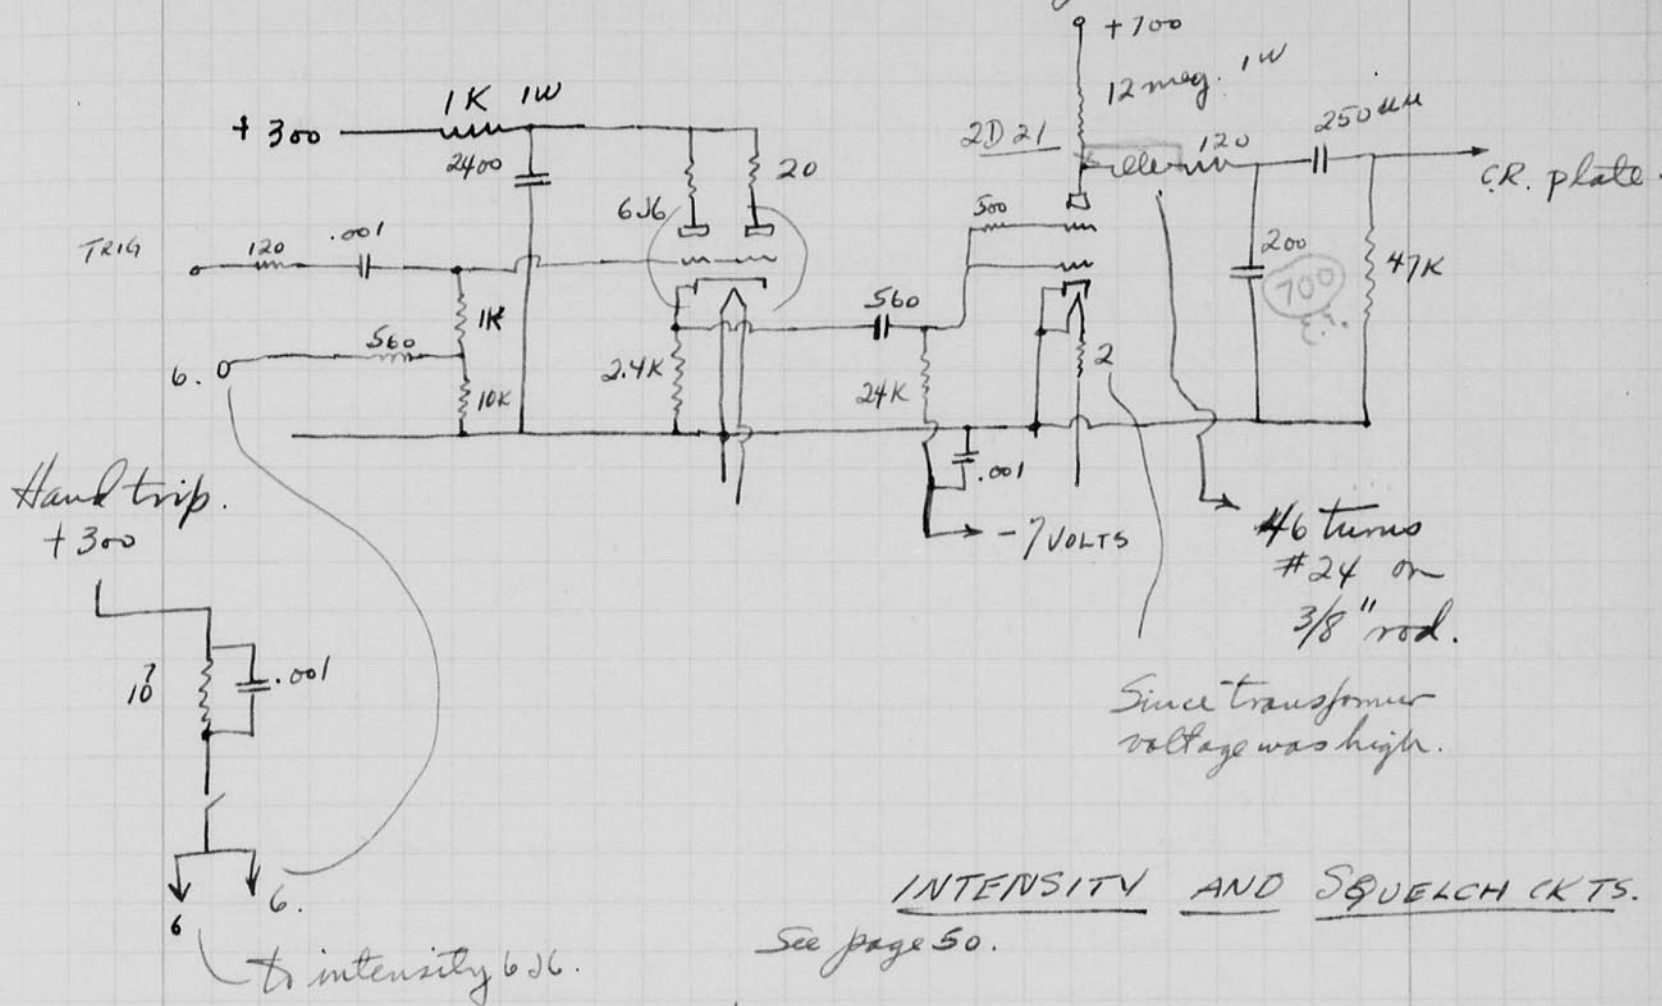 +700
12 meg. 1W
1K 1W
+300
2400
20
2D21
120
250μμ
C.R. plate.
6J6
500
TRIG
120
.001
200
700
E.T.
47K
560
1K
560
6.
2.4K
2
10K
24K
.001
-7 VOLTS
Hand trip.
+300
46 turns
#24 on
3/8" rod.
10
7
.001
Since transformer
voltage was high.
6
6.
INTENSITY AND SQUELCH CKTS.
See page 50.
to intensity 6J6.